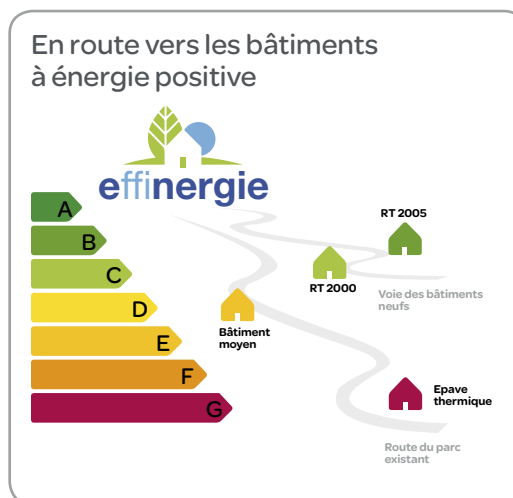 En route vers les bâtiments
à énergie positive
effinergie
A
B
C
D
E
F
G
RT 2005
RT 2000
Voie des bâtiments
neufs
Bâtiment
moyen
Epave
thermique
Route du parc
existant